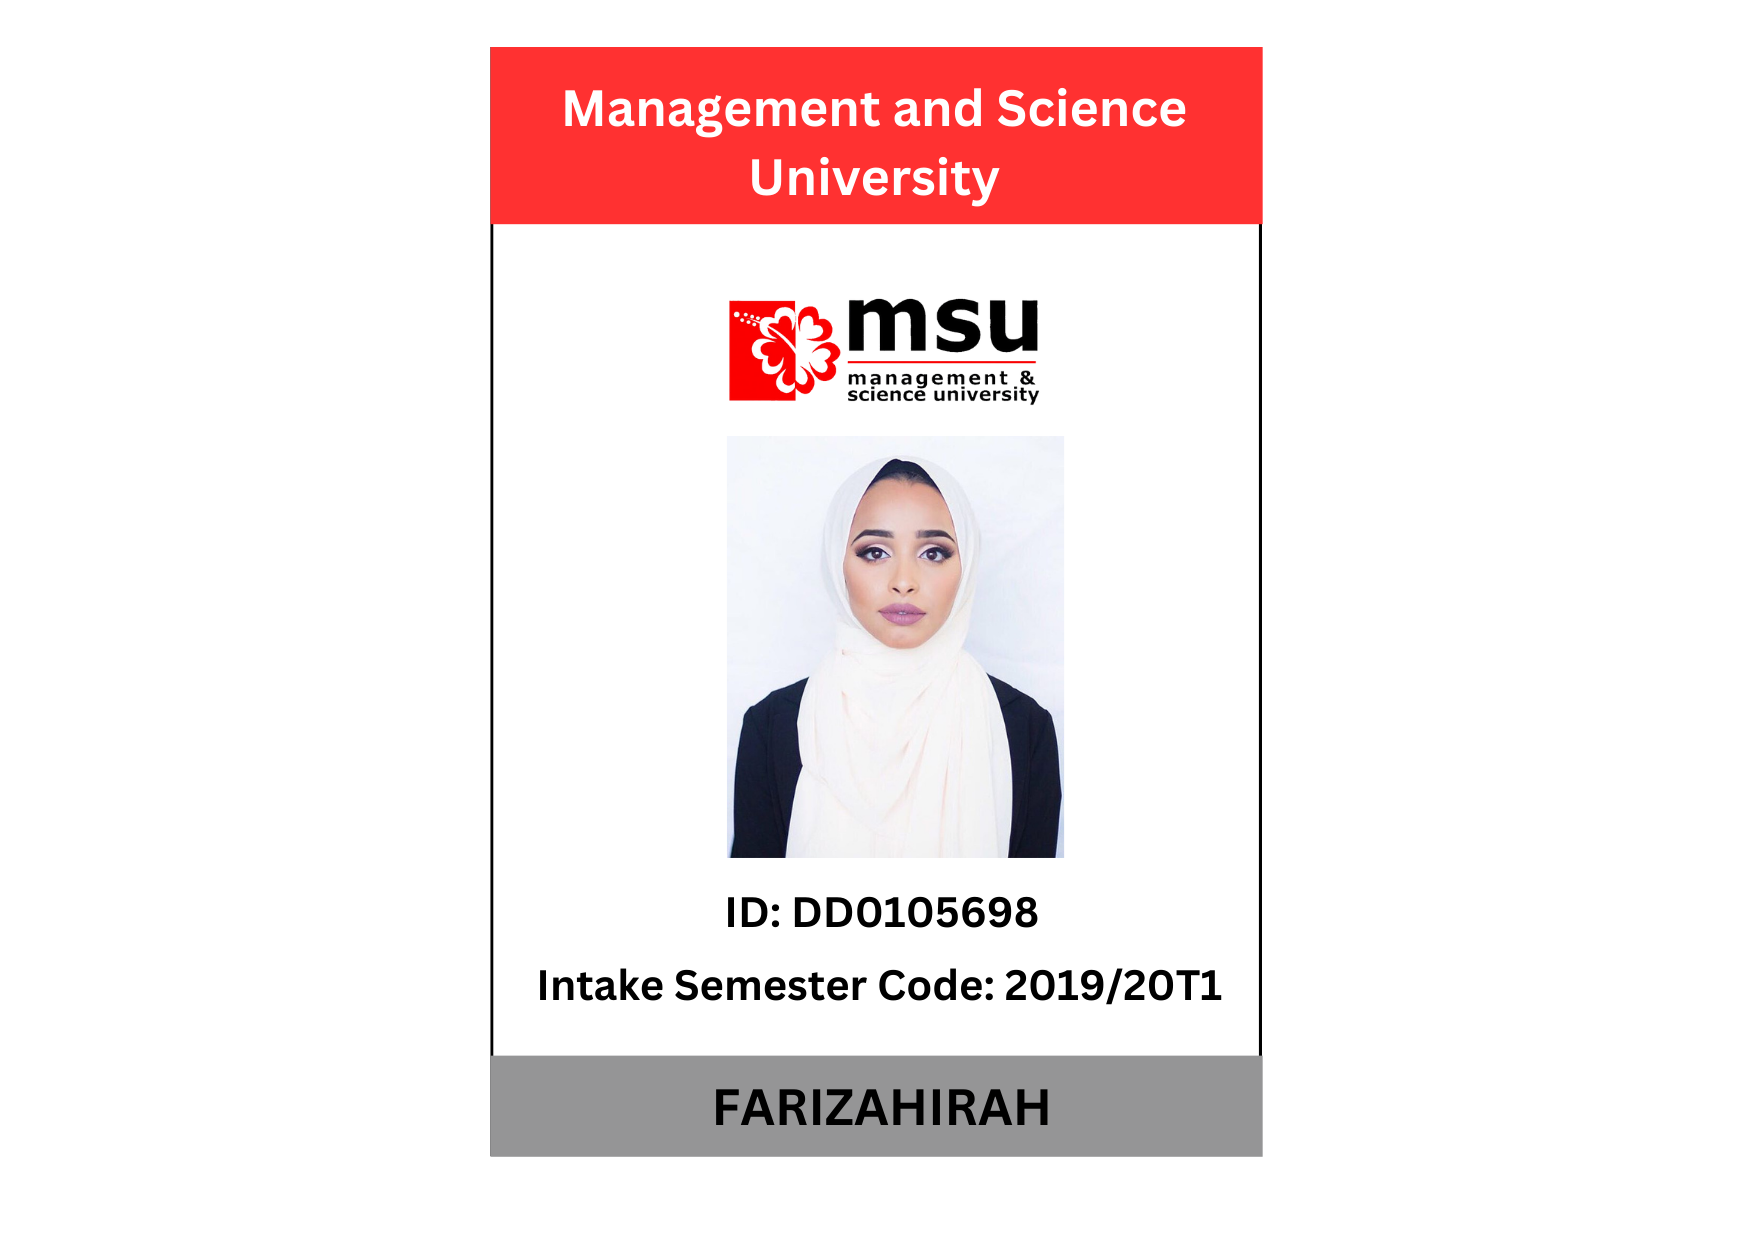 Management and Science
University
msu
management &
science university
ID: DD0105698
Intake Semester Code: 2019/20T1
FARIZAHIRAH